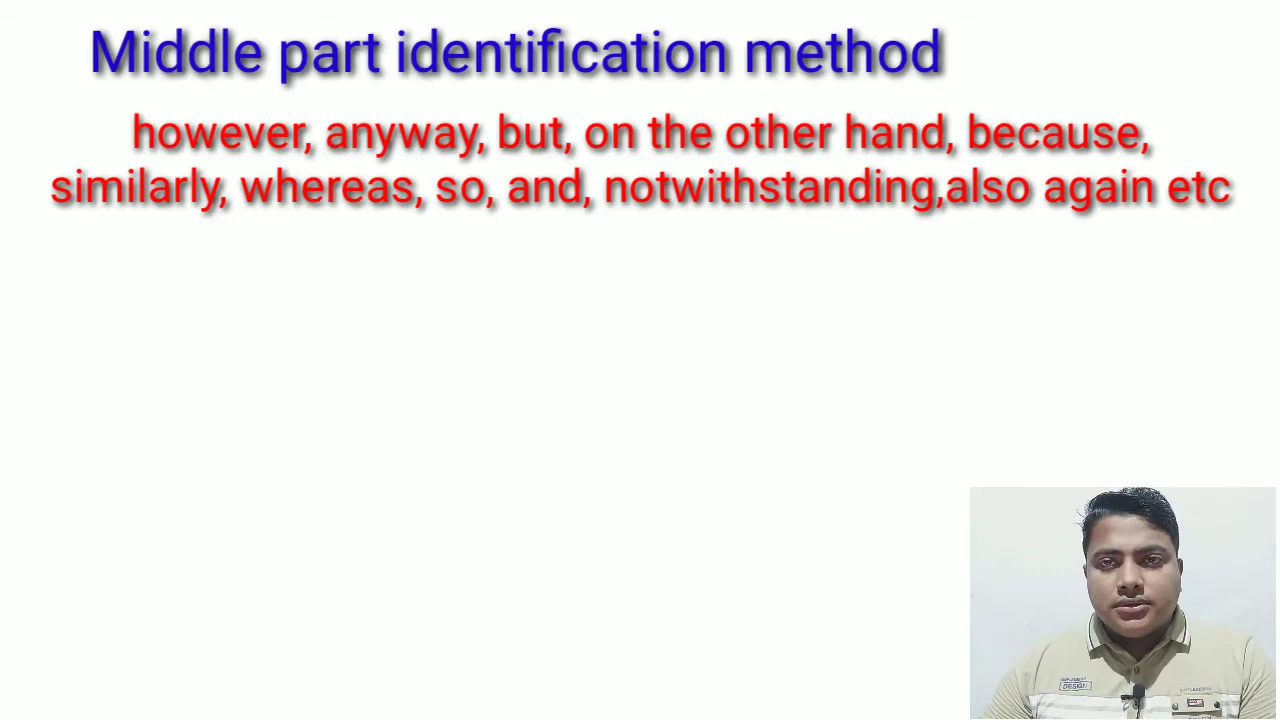 Middle part identification method
however, anyway, but, on the other hand, because,
similarly, whereas, so, and, notwithstanding,also again etc
DESIGN